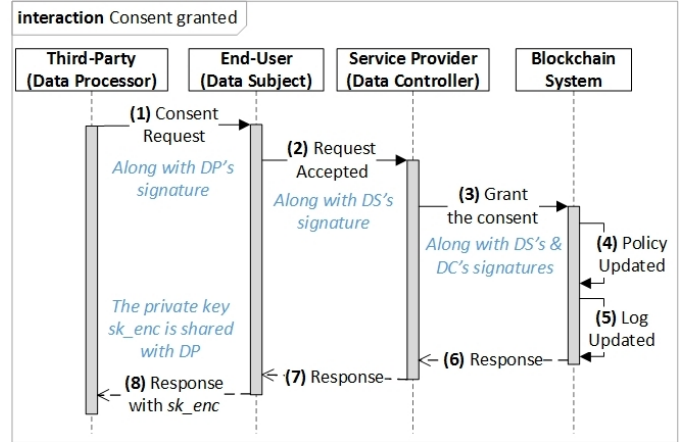 interaction Consent granted
Third-Party
(Data Processor)
End-User
(Data Subject)
Service Provider
(Data Controller)
Blockchain
System
(1) Consent
Request
Along with DP's
signature
(2) Request
Accepted
Along with DS's
signature
(3) Grant
the consent
Along with DS's &
DC's signatures
(4) Policy
Updated
(5) Log
Updated
(6) Response
(7) Response
The private key
sk_enc is shared
with DP
(8) Response
with sk_enc